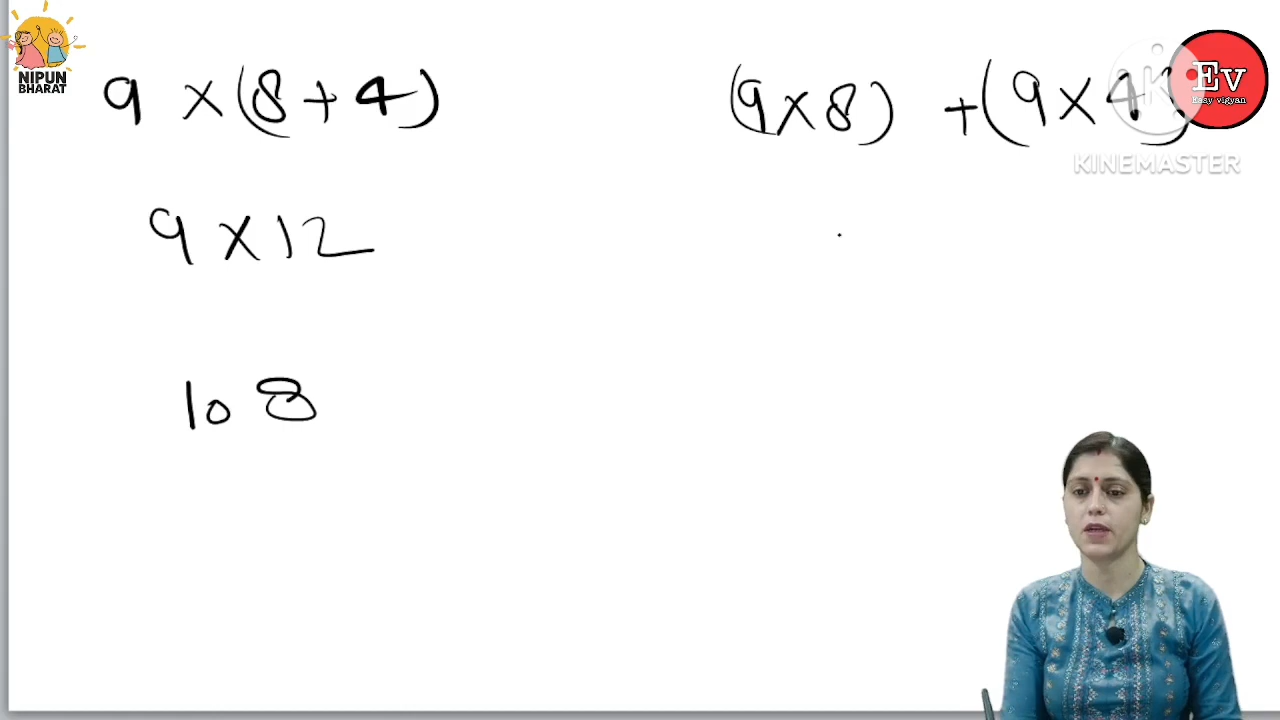 NIPUN
BHARAT
9 × (8 + 4)
(9 × 8) + (9 × 4)
Ev
Easy vigyan
KINEMASTER
9 × 12
108